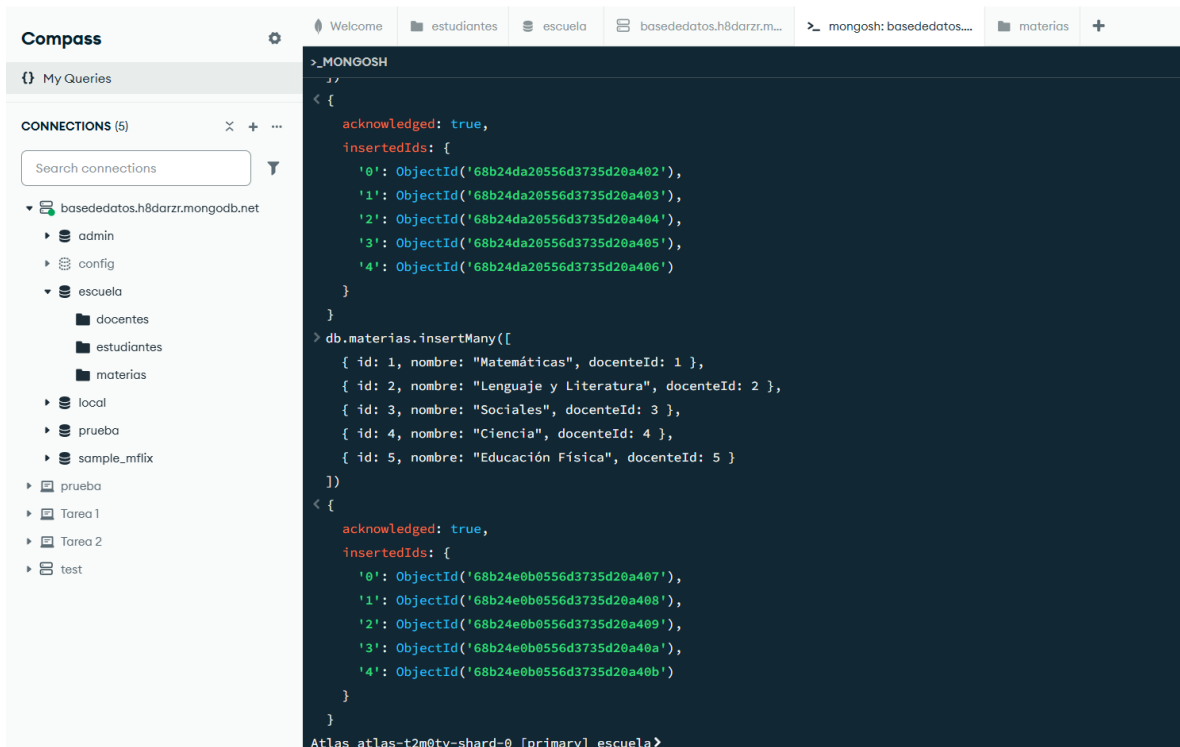 Compass
{} My Queries
CONNECTIONS (5)
Search connections
basededatos.h8darzr.mongodb.net
admin
config
escuela
docentes
estudiantes
materias
local
prueba
sample_mflix
prueba
Tarea 1
Tarea 2
test
Welcome
estudiantes
escuela
basededatos.h8darzr.m...
>_ mongosh: basededatos....
materias
+
>_MONGOSH
])
< {
acknowledged: true,
insertedIds: {
'0': ObjectId('68b24da20556d3735d20a402'),
'1': ObjectId('68b24da20556d3735d20a403'),
'2': ObjectId('68b24da20556d3735d20a404'),
'3': ObjectId('68b24da20556d3735d20a405'),
'4': ObjectId('68b24da20556d3735d20a406')
}
}
> db.materias.insertMany([
{ id: 1, nombre: "Matemáticas", docenteId: 1 },
{ id: 2, nombre: "Lenguaje y Literatura", docenteId: 2 },
{ id: 3, nombre: "Sociales", docenteId: 3 },
{ id: 4, nombre: "Ciencia", docenteId: 4 },
{ id: 5, nombre: "Educación Física", docenteId: 5 }
])
< {
acknowledged: true,
insertedIds: {
'0': ObjectId('68b24e0b0556d3735d20a407'),
'1': ObjectId('68b24e0b0556d3735d20a408'),
'2': ObjectId('68b24e0b0556d3735d20a409'),
'3': ObjectId('68b24e0b0556d3735d20a40a'),
'4': ObjectId('68b24e0b0556d3735d20a40b')
}
}
Atlas atlas-t2m0ty-shard-0 [primary] escuela>